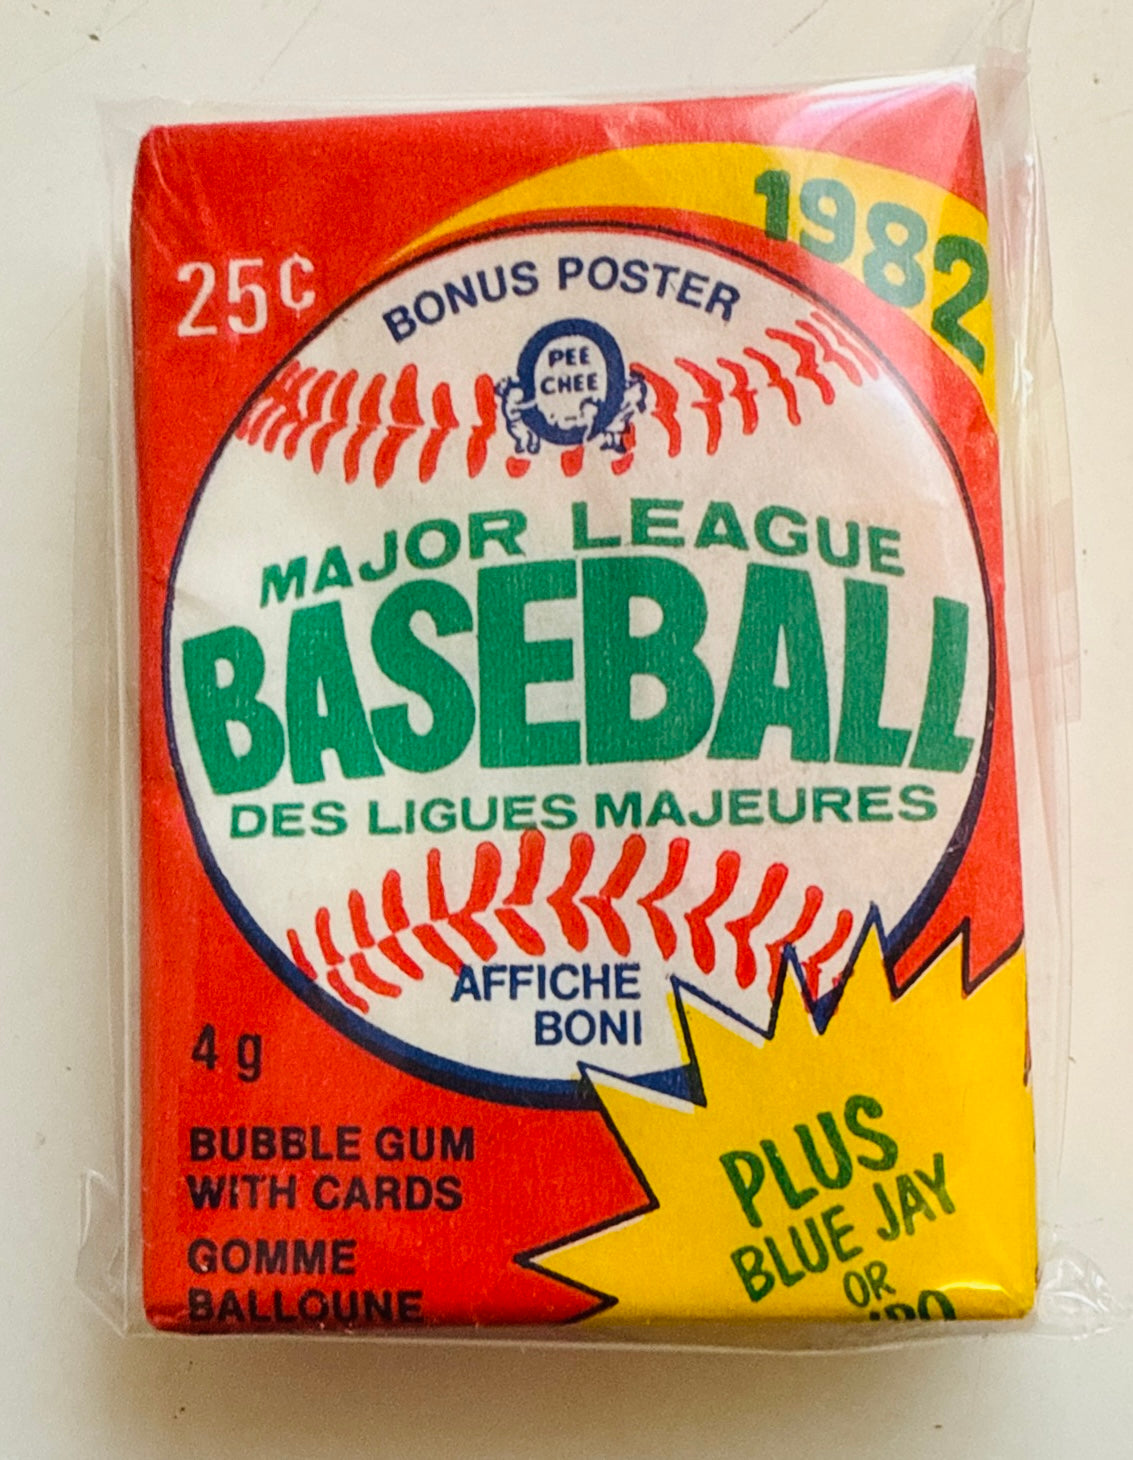 1982
25¢
BONUS POSTER
PEE
CHEE
MAJOR LEAGUE
BASEBALL
DES LIGUES MAJEURES
AFFICHE
BONI
4 g
BUBBLE GUM
WITH CARDS
GOMME
BALLOUNE
PLUS
BLUE JAY
OR